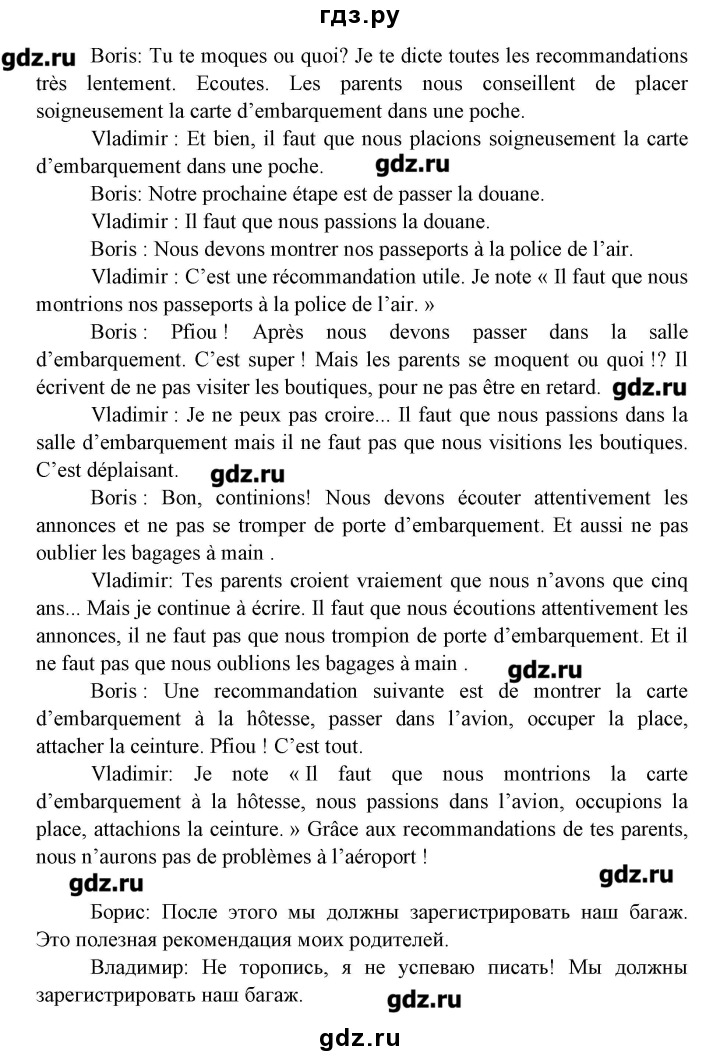 гдз.ру
gdz.ru
Boris: Tu te moques ou quoi? Je te dicte toutes les recommandations
très lentement. Ecoutes. Les parents nous conseillent de placer
soigneusement la carte d’embarquement dans une poche.
Vladimir : Et bien, il faut que nous placions soigneusement la carte
d’embarquement dans une poche.
gdz.ru
Boris: Notre prochaine étape est de passer la douane.
Vladimir : Il faut que nous passions la douane.
Boris : Nous devons montrer nos passeports à la police de l’air.
Vladimir : C’est une récommandation utile. Je note « Il faut que nous
montrions nos passeports à la police de l’air. »
Boris : Pfiou ! Après nous devons passer dans la salle
d’embarquement. C’est super ! Mais les parents se moquent ou quoi !? Il
écrivent de ne pas visiter les boutiques, pour ne pas être en retard.
gdz.ru
Vladimir : Je ne peux pas croire... Il faut que nous passions dans la
salle d’embarquement mais il ne faut pas que nous visitions les boutiques.
C’est déplaisant.
gdz.ru
Boris : Bon, continions! Nous devons écouter attentivement les
annonces et ne pas se tromper de porte d’embarquement. Et aussi ne pas
oublier les bagages à main .
Vladimir: Tes parents croient vraiement que nous n’avons que cinq
ans... Mais je continue à écrire. Il faut que nous écoutions attentivement les
annonces, il ne faut pas que nous trompion de porte d’embarquement. Et il
ne faut pas que nous oublions les bagages à main .
gdz.ru
Boris : Une recommandation suivante est de montrer la carte
d’embarquement à la hôtesse, passer dans l’avion, occuper la place,
attacher la ceinture. Pfiou ! C’est tout.
Vladimir: Je note « Il faut que nous montrions la carte
d’embarquement à la hôtesse, nous passions dans l’avion, occupions la
place, attachions la ceinture. » Grâce aux recommandations de tes parents,
nous n’aurons pas de problèmes à l’aéroport !
gdz.ru
gdz.ru
Борис: После этого мы должны зарегистрировать наш багаж.
Это полезная рекомендация моих родителей.
Владимир: Не торопись, я не успеваю писать! Мы должны
зарегистрировать наш багаж.
gdz.ru
gdz.ru